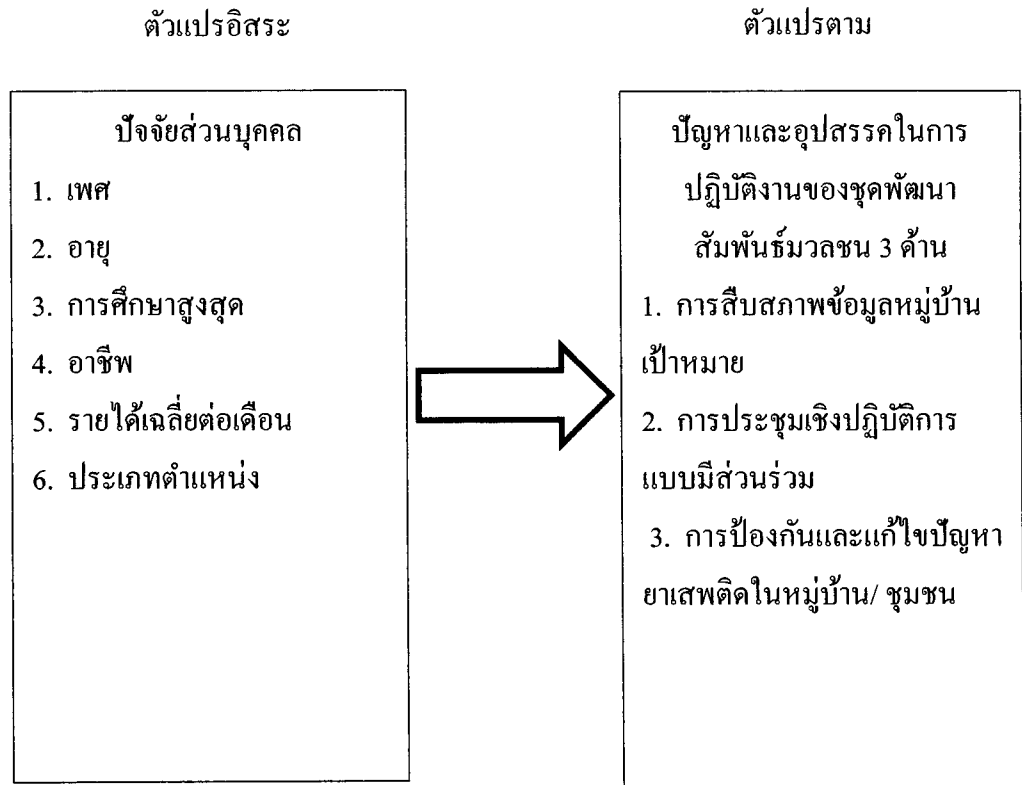 ตัวแปรอิสระ
ตัวแปรตาม
ปัจจัยส่วนบุคคล
1. เพศ
2. อายุ
3. การศึกษาสูงสุด
4. อาชีพ
5. รายได้เฉลี่ยต่อเดือน
6. ประเภทตำแหน่ง
ปัญหาและอุปสรรคในการ
ปฏิบัติงานของชุดพัฒนา
สัมพันธ์มวลชน 3 ด้าน
1. การสืบสภาพข้อมูลหมู่บ้าน
เป้าหมาย
2. การประชุมเชิงปฏิบัติการ
แบบมีส่วนร่วม
3. การป้องกันและแก้ไขปัญหา
ยาเสพติดในหมู่บ้าน/ ชุมชน